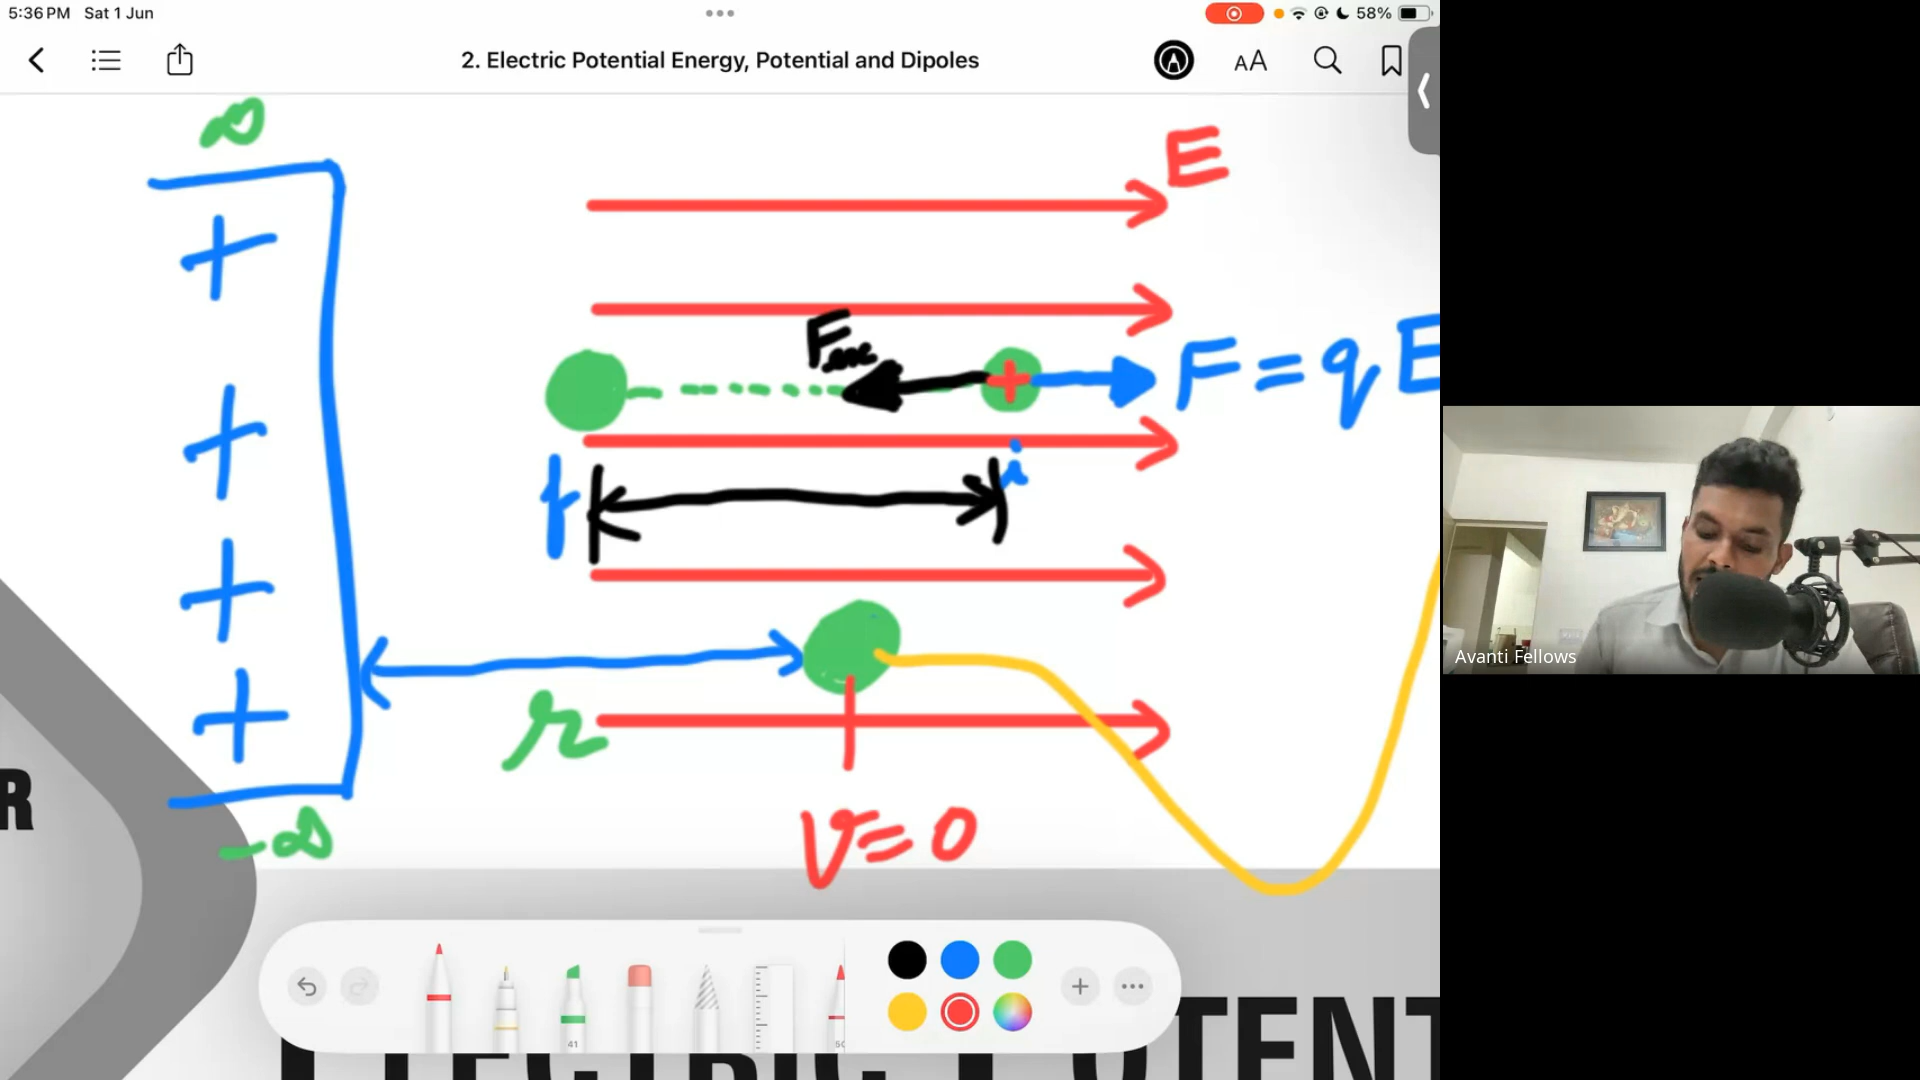 5:36 PM Sat 1 Jun
58%
2. Electric Potential Energy, Potential and Dipoles
AA
∞
E
+
F = qE
+
i
f
+
r
+
V = 0
-∞
R
41
Avanti Fellows